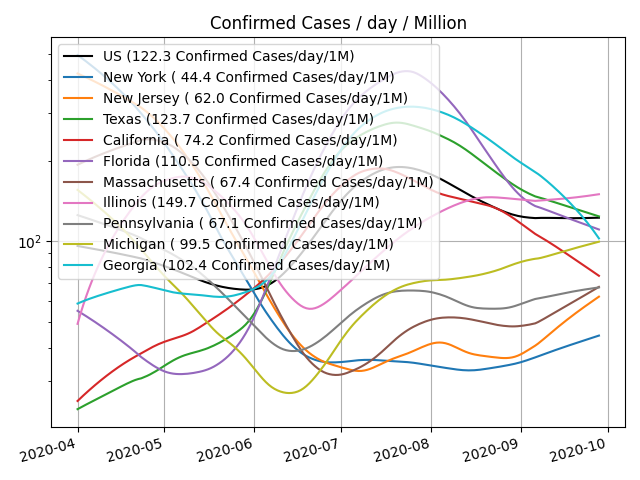 Confirmed Cases / day / Million
US (122.3 Confirmed Cases/day/1M)
New York ( 44.4 Confirmed Cases/day/1M)
New Jersey ( 62.0 Confirmed Cases/day/1M)
Texas (123.7 Confirmed Cases/day/1M)
California ( 74.2 Confirmed Cases/day/1M)
Florida (110.5 Confirmed Cases/day/1M)
Massachusetts ( 67.4 Confirmed Cases/day/1M)
Illinois (149.7 Confirmed Cases/day/1M)
Pennsylvania ( 67.1 Confirmed Cases/day/1M)
Michigan ( 99.5 Confirmed Cases/day/1M)
Georgia (102.4 Confirmed Cases/day/1M)
10²
2020-04 2020-05 2020-06 2020-07 2020-08 2020-09 2020-10